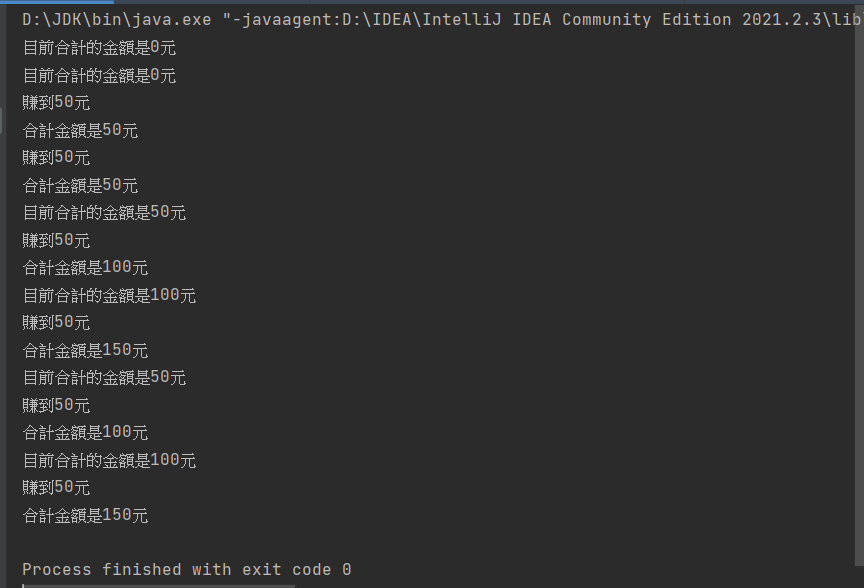 D:\JDK\bin\java.exe "-javaagent:D:\IDEA\IntelliJ IDEA Community Edition 2021.2.3\lib
目前合計的金額是0元
目前合計的金額是0元
賺到50元
合計金額是50元
賺到50元
合計金額是50元
目前合計的金額是50元
賺到50元
合計金額是100元
目前合計的金額是100元
賺到50元
合計金額是150元
目前合計的金額是50元
賺到50元
合計金額是100元
目前合計的金額是100元
賺到50元
合計金額是150元
Process finished with exit code 0